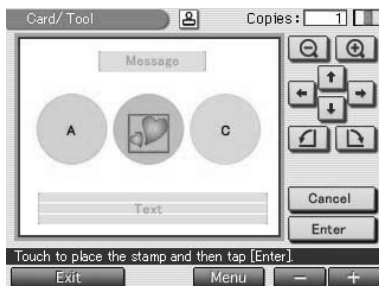 Card/Tool Copies: 1
Message
A C
Text
Cancel
Enter
Touch to place the stamp and then tap [Enter].
Exit Menu − +